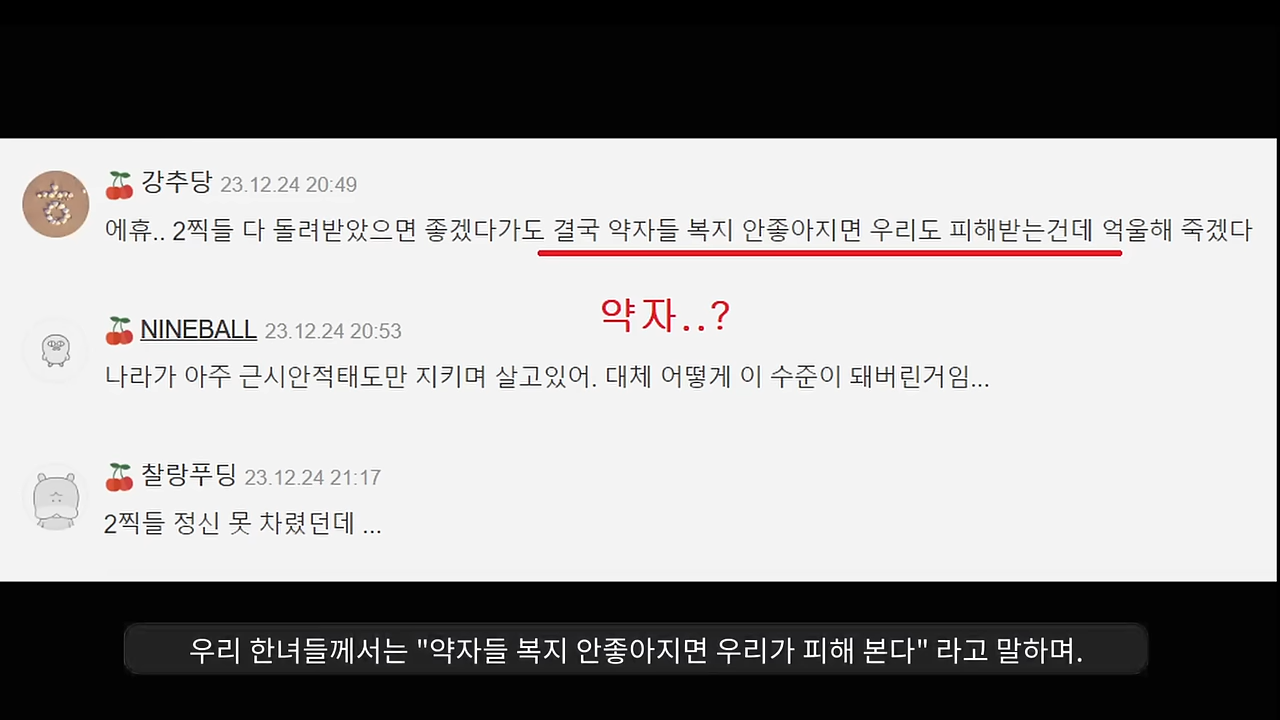 강추당 23.12.24 20:49
에휴.. 2찍들 다 돌려받았으면 좋겠다가도 결국 약자들 복지 안좋아지면 우리도 피해받는건데 억울해 죽겠다
약자..?
NINEBALL 23.12.24 20:53
나라가 아주 근시안적태도만 지키며 살고있어. 대체 어떻게 이 수준이 돼버린거임...
찰랑푸딩 23.12.24 21:17
2찍들 정신 못 차렸던데 ...
우리 한녀들께서는 "약자들 복지 안좋아지면 우리가 피해 본다" 라고 말하며.